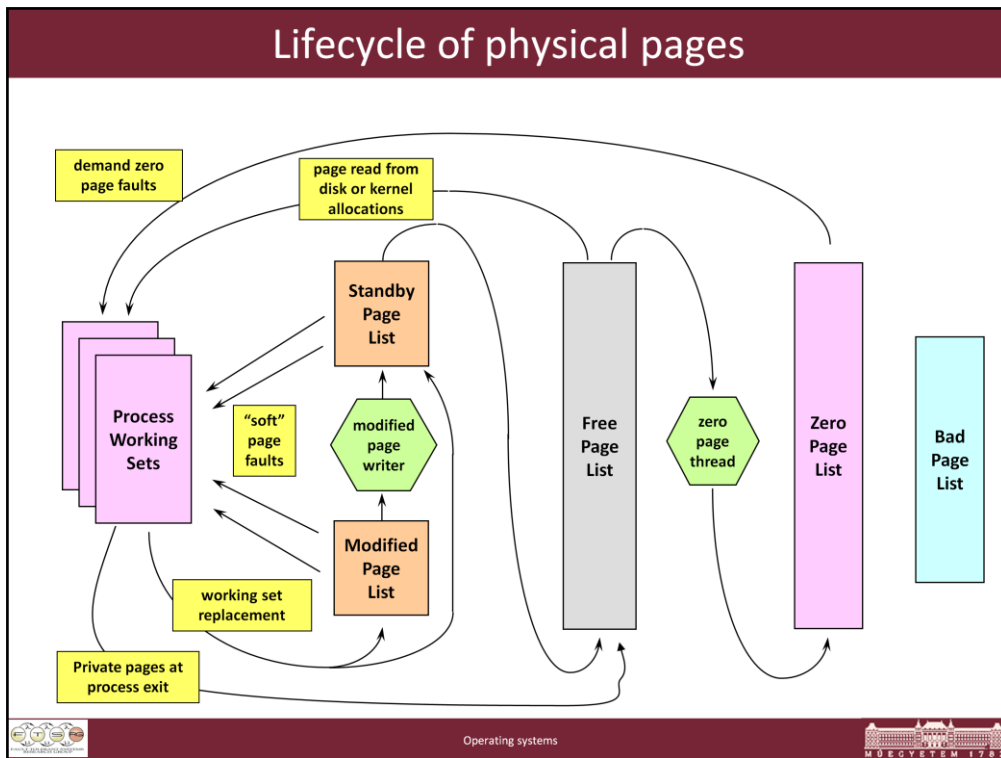 Lifecycle of physical pages
demand zero
page faults
page read from
disk or kernel
allocations
Standby
Page
List
Process
Working
Sets
"soft"
page
faults
modified
page
writer
Free
Page
List
zero
page
thread
Zero
Page
List
Bad
Page
List
Modified
Page
List
working set
replacement
Private pages at
process exit
Operating systems